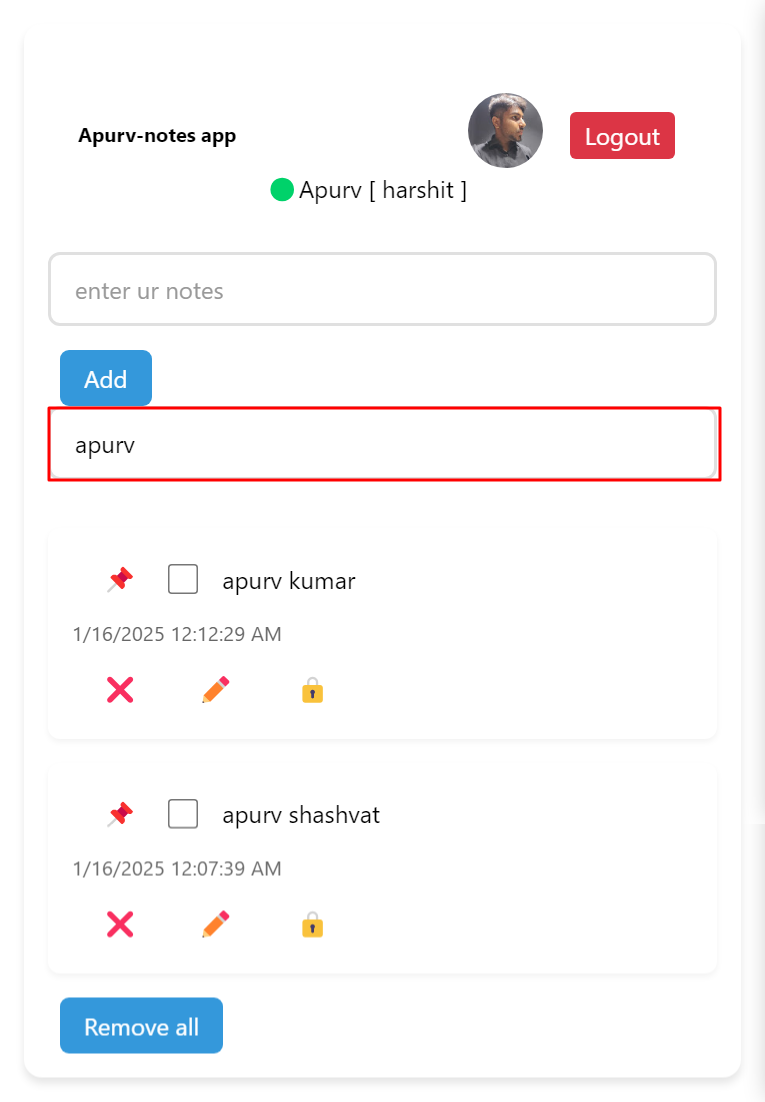 Apurv-notes app
Logout
Apurv [ harshit ]
enter ur notes
Add
apurv
apurv kumar
1/16/2025 12:12:29 AM
apurv shashvat
1/16/2025 12:07:39 AM
Remove all